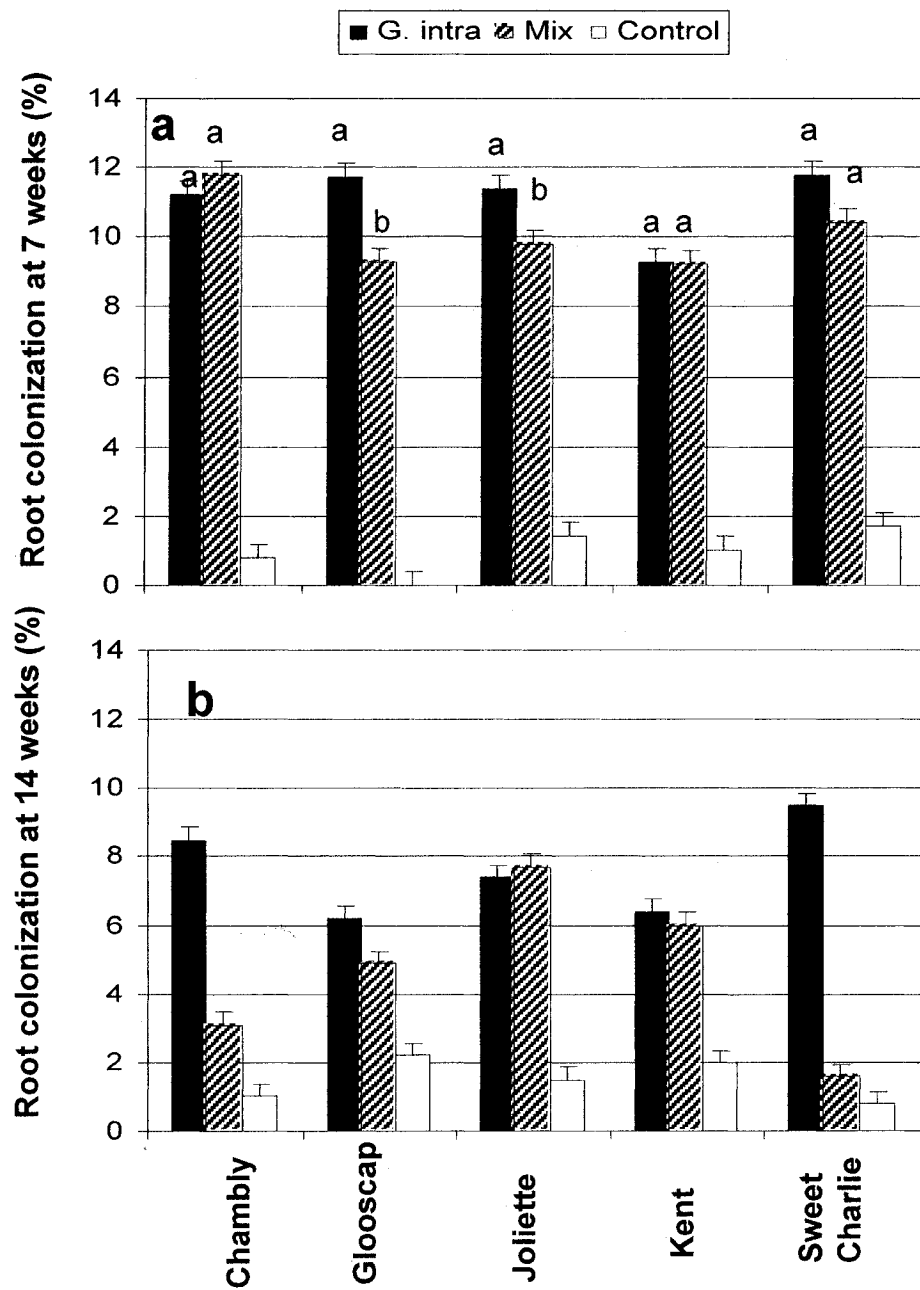 G. intra Mix Control
Root colonization at 7 weeks (%)
14
12
10
8
6
4
2
0
a
a
a
a
b
a
b
a
a
a
a
Root colonization at 14 weeks (%)
14
12
10
8
6
4
2
0
b
Chambly
Glooscap
Joliette
Kent
Sweet
Charlie